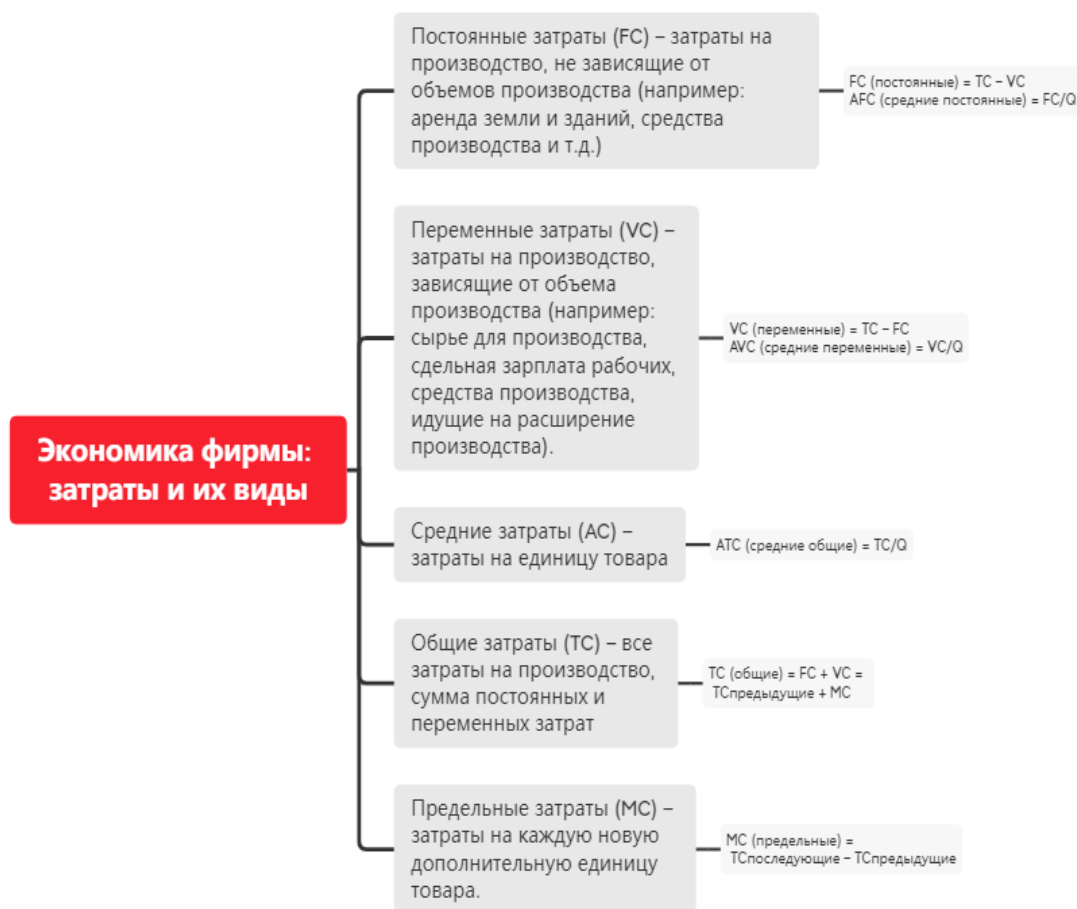 Постоянные затраты (FC) – затраты на
производство, не зависящие от
объемов производства (например:
аренда земли и зданий, средства
производства и т.д.)
FC (постоянные) = TC – VC
AFC (средние постоянные) = FC/Q
Переменные затраты (VC) –
затраты на производство,
зависящие от объема
производства (например:
сырье для производства,
сдельная зарплата рабочих,
средства производства,
идущие на расширение
производства).
VC (переменные) = TC – FC
AVC (средние переменные) = VC/Q
Экономика фирмы:
затраты и их виды
Средние затраты (AC) –
затраты на единицу товара
ATC (средние общие) = TC/Q
Общие затраты (TC) – все
затраты на производство,
сумма постоянных и
переменных затрат
TC (общие) = FC + VC =
TCпредыдущие + MC
Предельные затраты (MC) –
затраты на каждую новую
дополнительную единицу
товара.
MC (предельные) =
TCпоследующие – TCпредыдущие